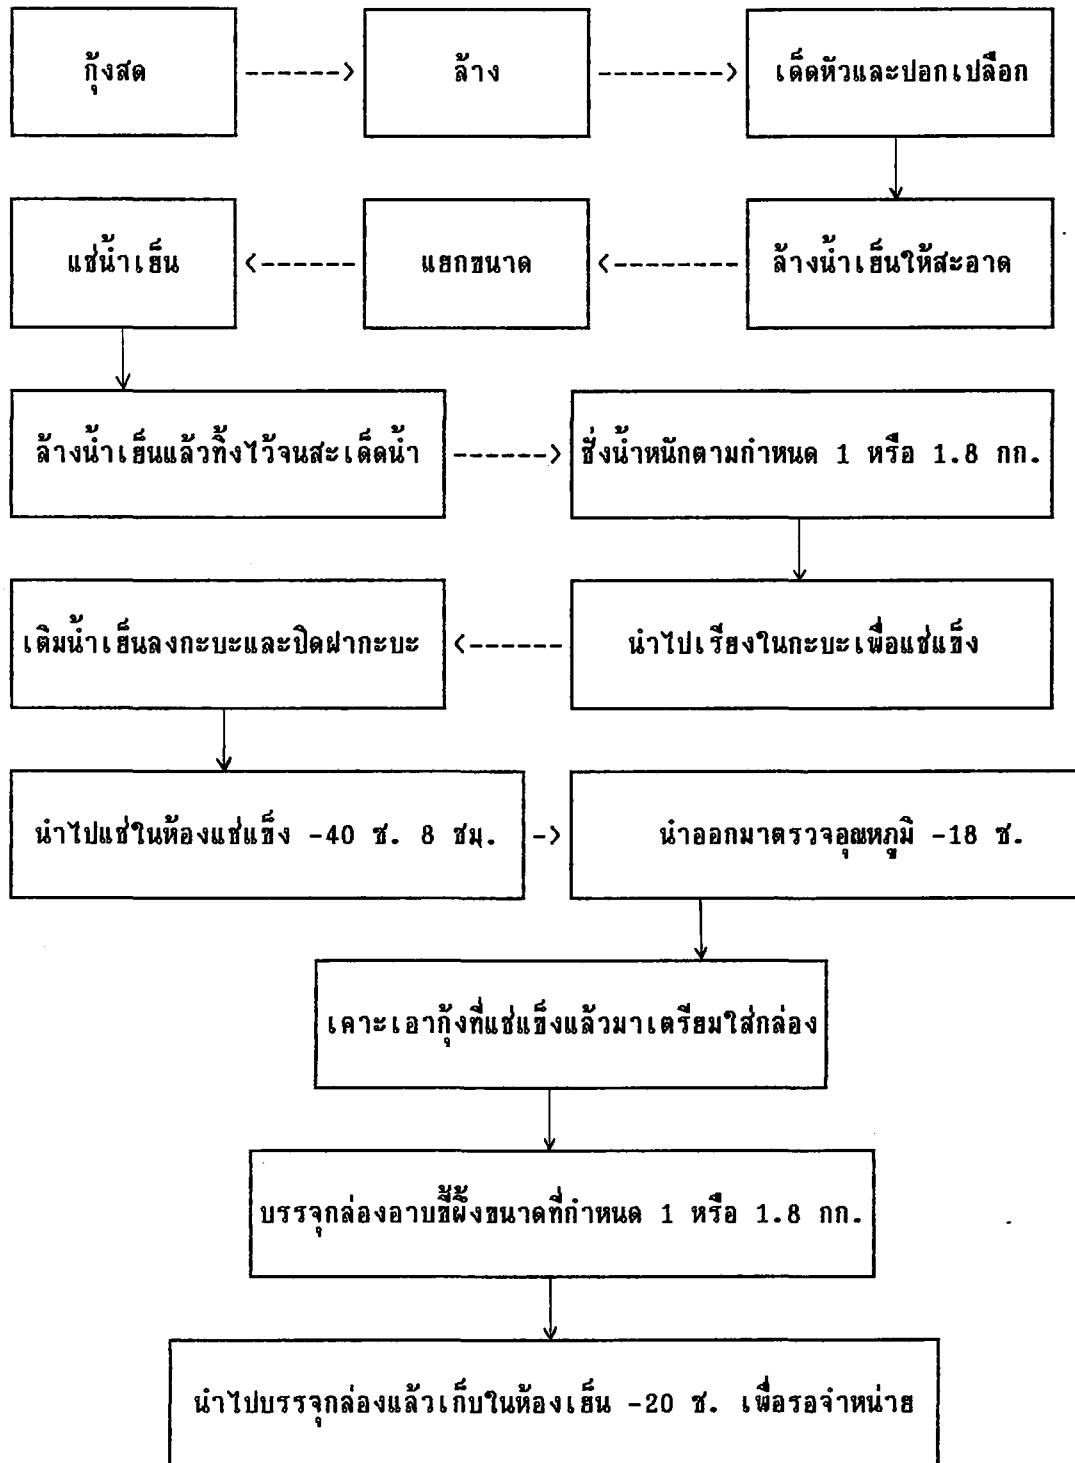 กุ้งสด
ล้าง
เด็ดหัวและปอกเปลือก
ล้างน้ำเย็นให้สะอาด
แยกขนาด
แช่น้ำเย็น
ล้างน้ำเย็นแล้วทิ้งไว้จนสะเด็ดน้ำ
ชั่งน้ำหนักตามกำหนด 1 หรือ 1.8 กก.
นำไปเรียงในกะบะเพื่อแช่แข็ง
เติมน้ำเย็นลงกะบะและปิดฝากะบะ
นำไปแช่ในห้องแช่แข็ง -40 ซ. 8 ชม.
นำออกมาตรวจอุณหภูมิ -18 ซ.
เคาะเอากุ้งที่แช่แข็งแล้วมาเตรียมใส่กล่อง
บรรจุกล่องอาบขี้ผึ้งขนาดที่กำหนด 1 หรือ 1.8 กก.
นำไปบรรจุกล่องแล้วเก็บในห้องเย็น -20 ซ. เพื่อรอจำหน่าย